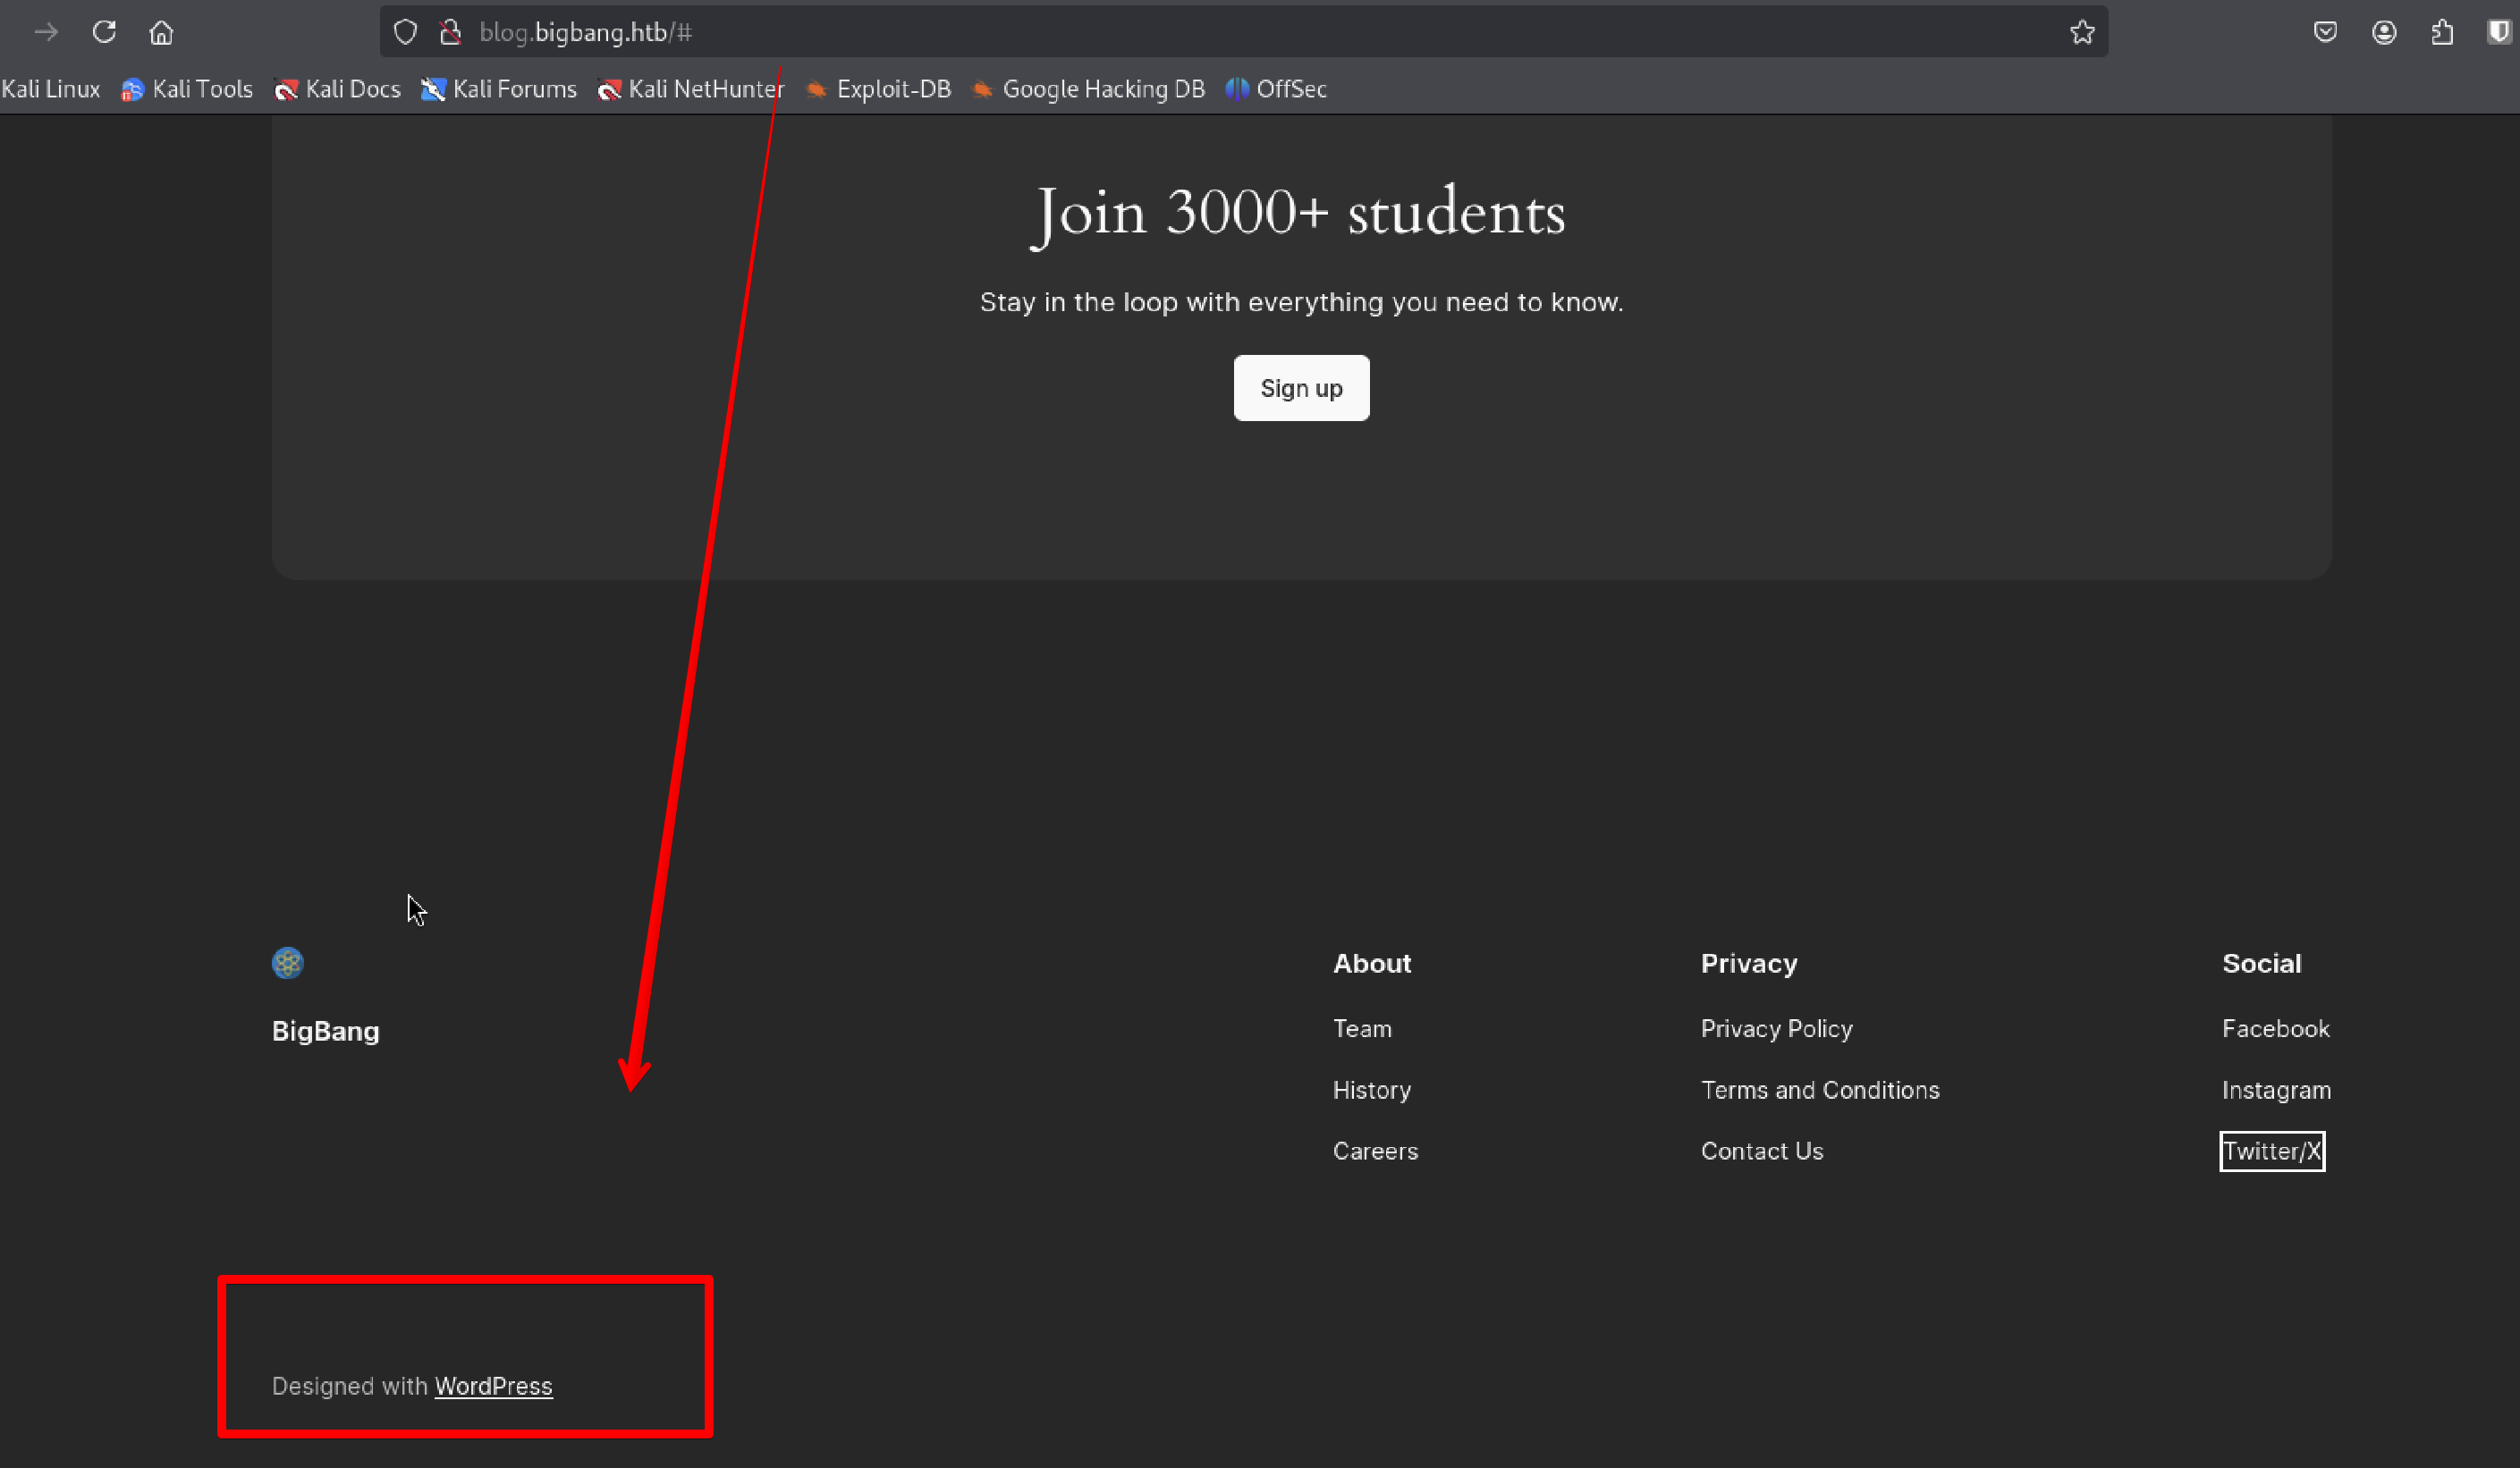 blog.bigbang.htb/#
Kali Linux Kali Tools Kali Docs Kali Forums Kali NetHunter Exploit-DB Google Hacking DB OffSec
Join 3000+ students
Stay in the loop with everything you need to know.
Sign up
BigBang
About
Team
History
Careers
Privacy
Privacy Policy
Terms and Conditions
Contact Us
Social
Facebook
Instagram
Twitter/X
Designed with WordPress